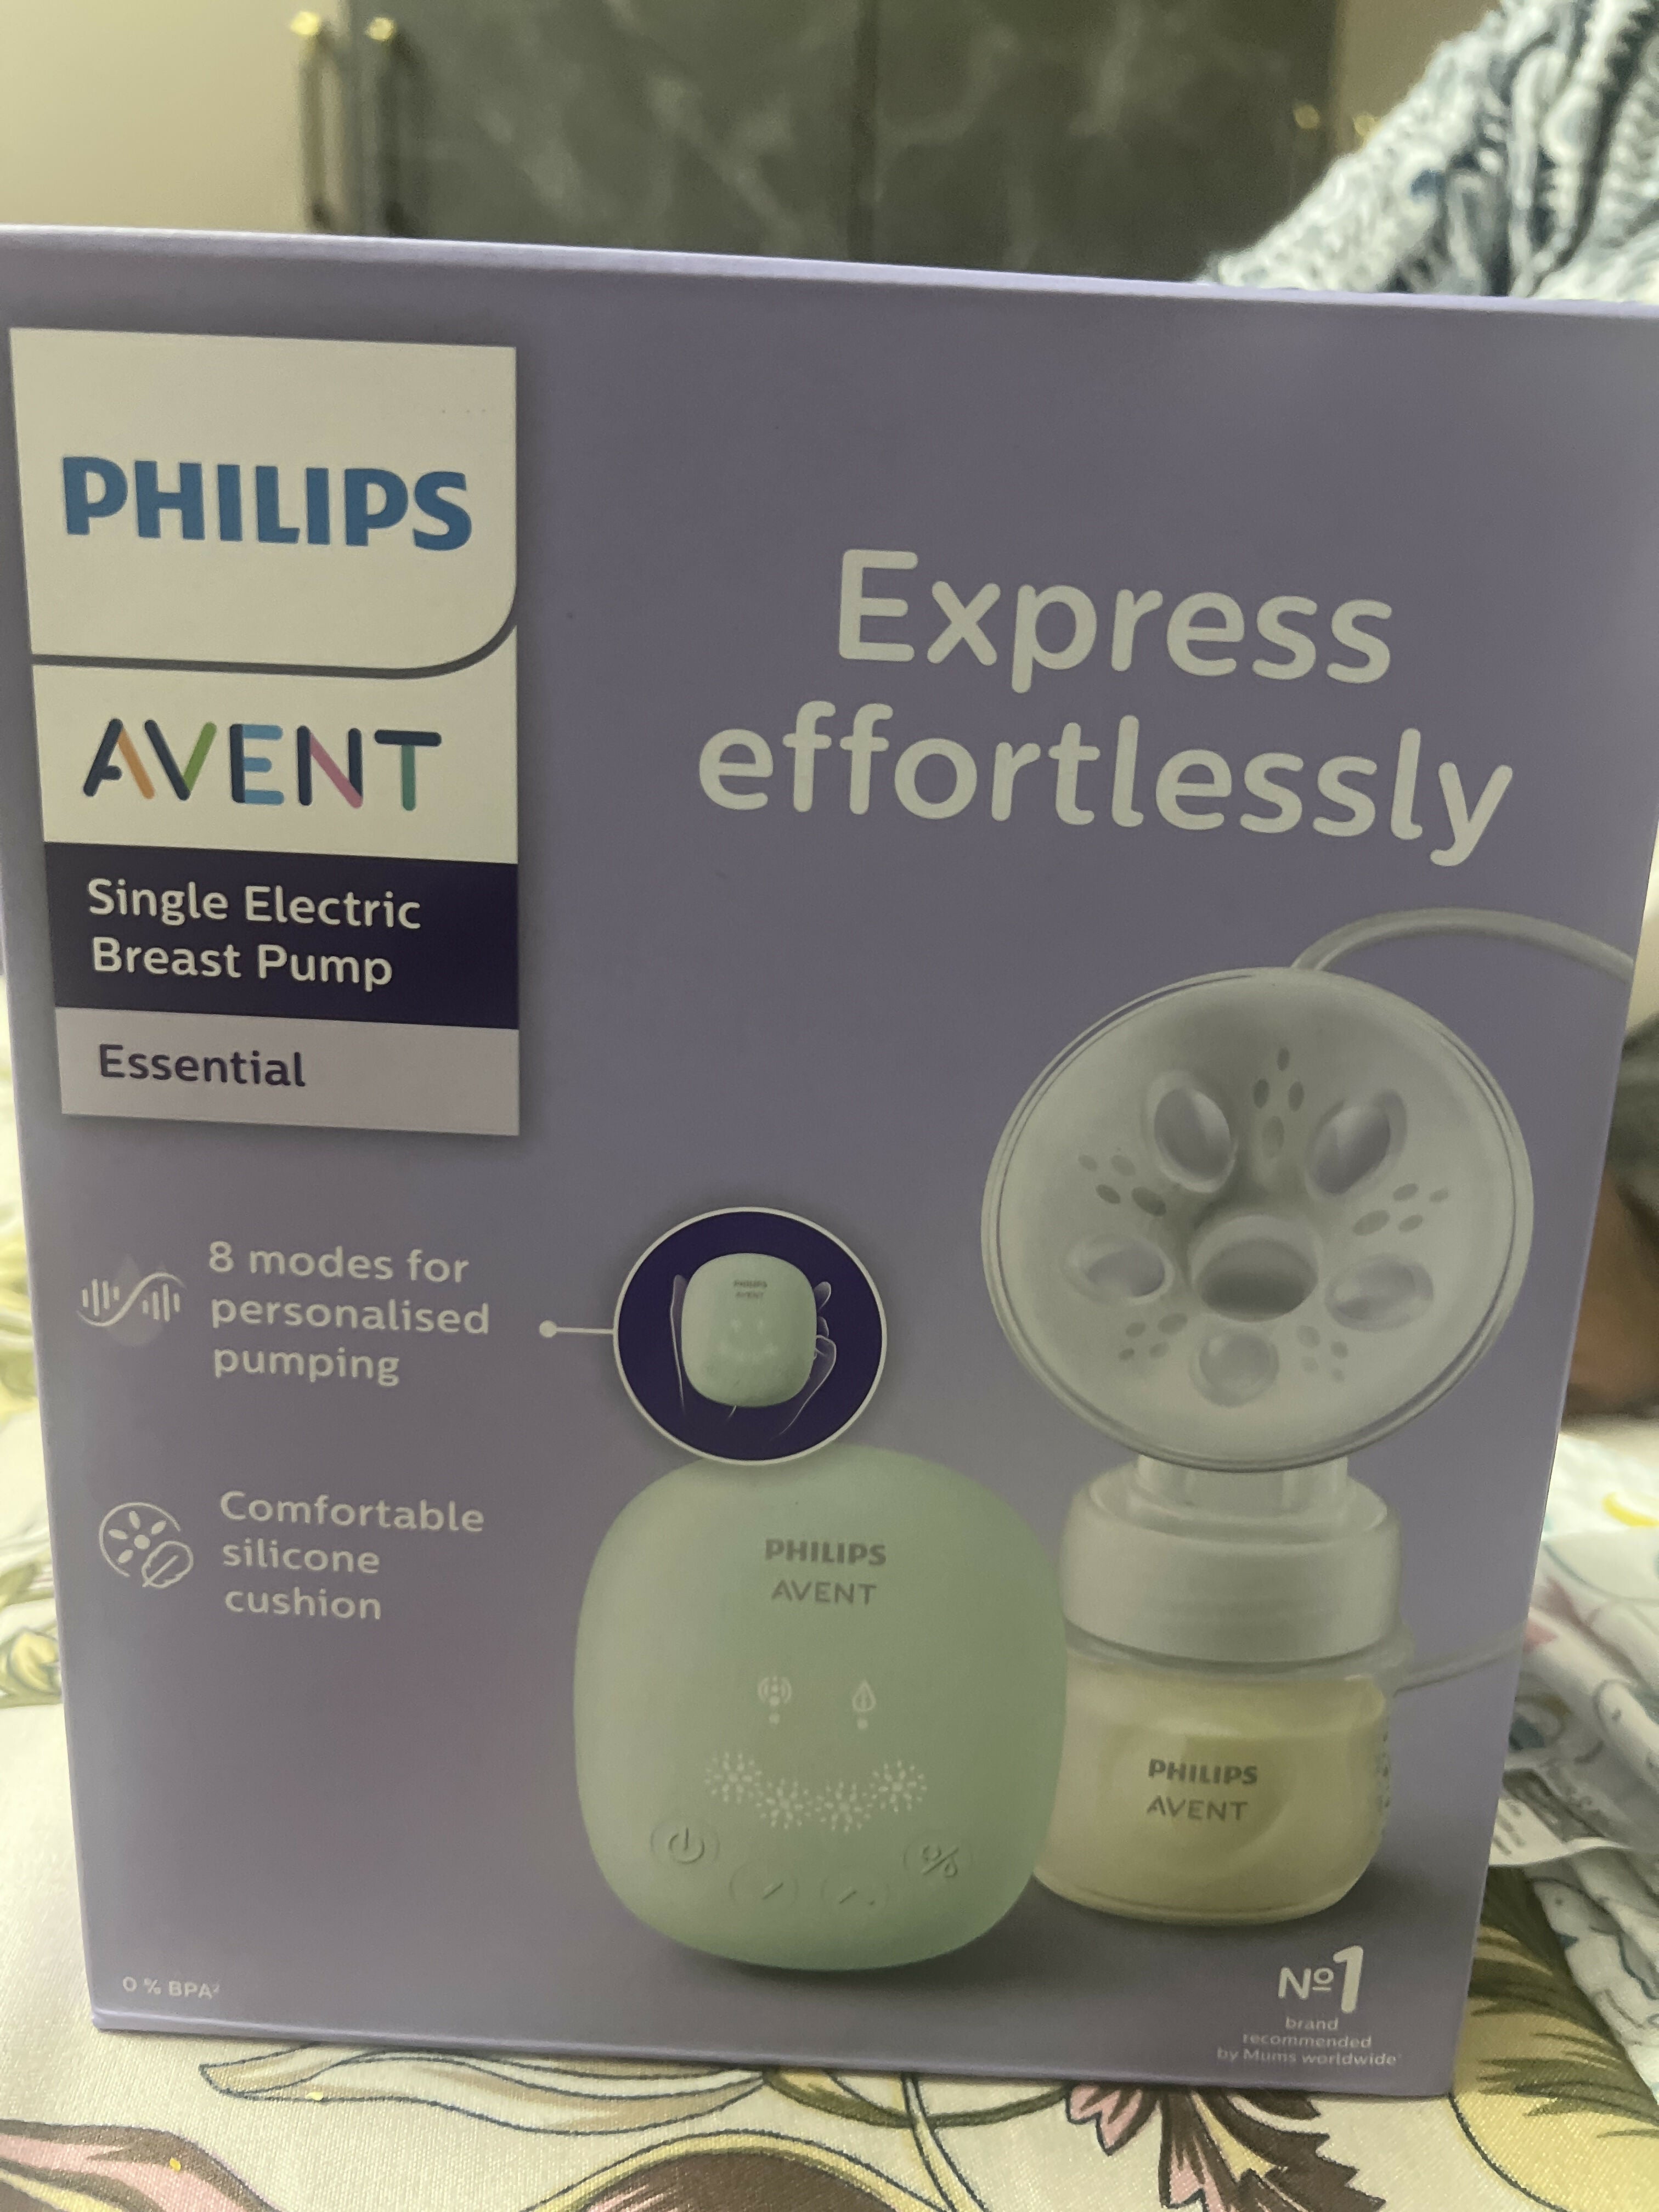 PHILIPS
AVENT
Single Electric
Breast Pump
Essential
Express
effortlessly
8 modes for
personalised
pumping
PHILIPS
AVENT
Comfortable
silicone
cushion
PHILIPS
AVENT
PHILIPS
AVENT
0 % BPA²
Nº1
brand
recommended
by Mums worldwide